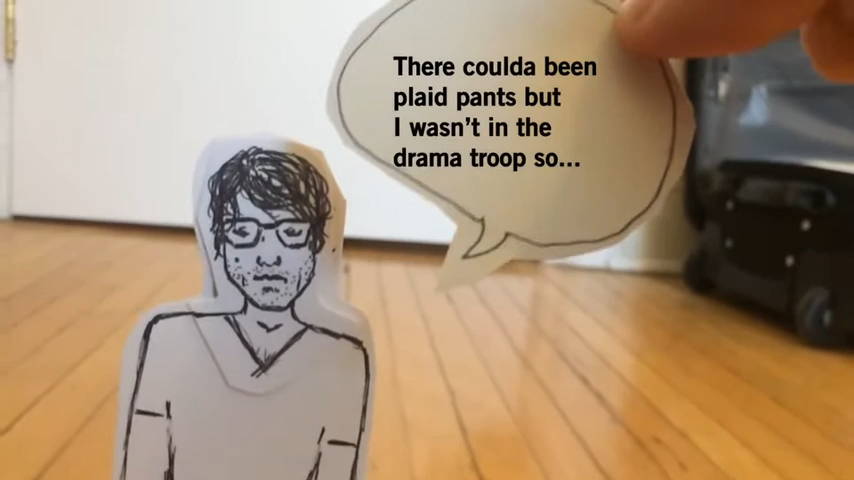 There coulda been
plaid pants but
I wasn't in the
drama troop so...